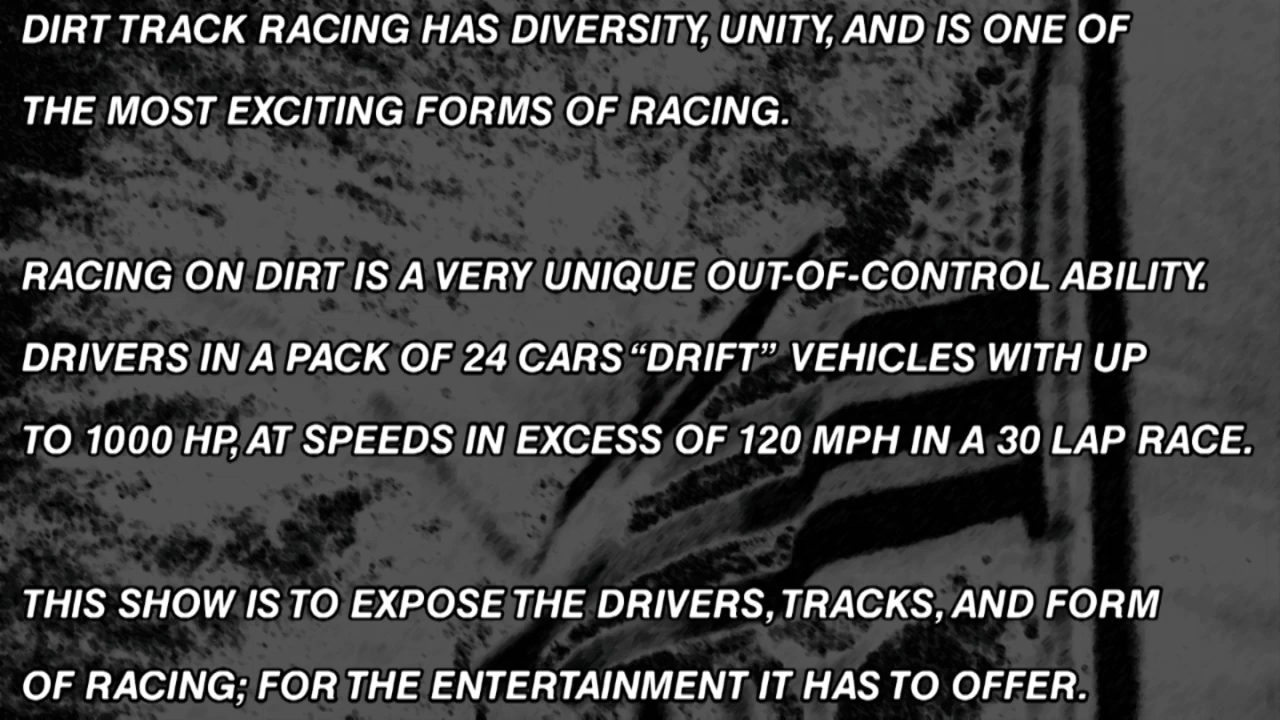 DIRT TRACK RACING HAS DIVERSITY, UNITY, AND IS ONE OF
THE MOST EXCITING FORMS OF RACING.
RACING ON DIRT IS A VERY UNIQUE OUT-OF-CONTROL ABILITY.
DRIVERS IN A PACK OF 24 CARS “DRIFT” VEHICLES WITH UP
TO 1000 HP, AT SPEEDS IN EXCESS OF 120 MPH IN A 30 LAP RACE.
THIS SHOW IS TO EXPOSE THE DRIVERS, TRACKS, AND FORM
OF RACING; FOR THE ENTERTAINMENT IT HAS TO OFFER.